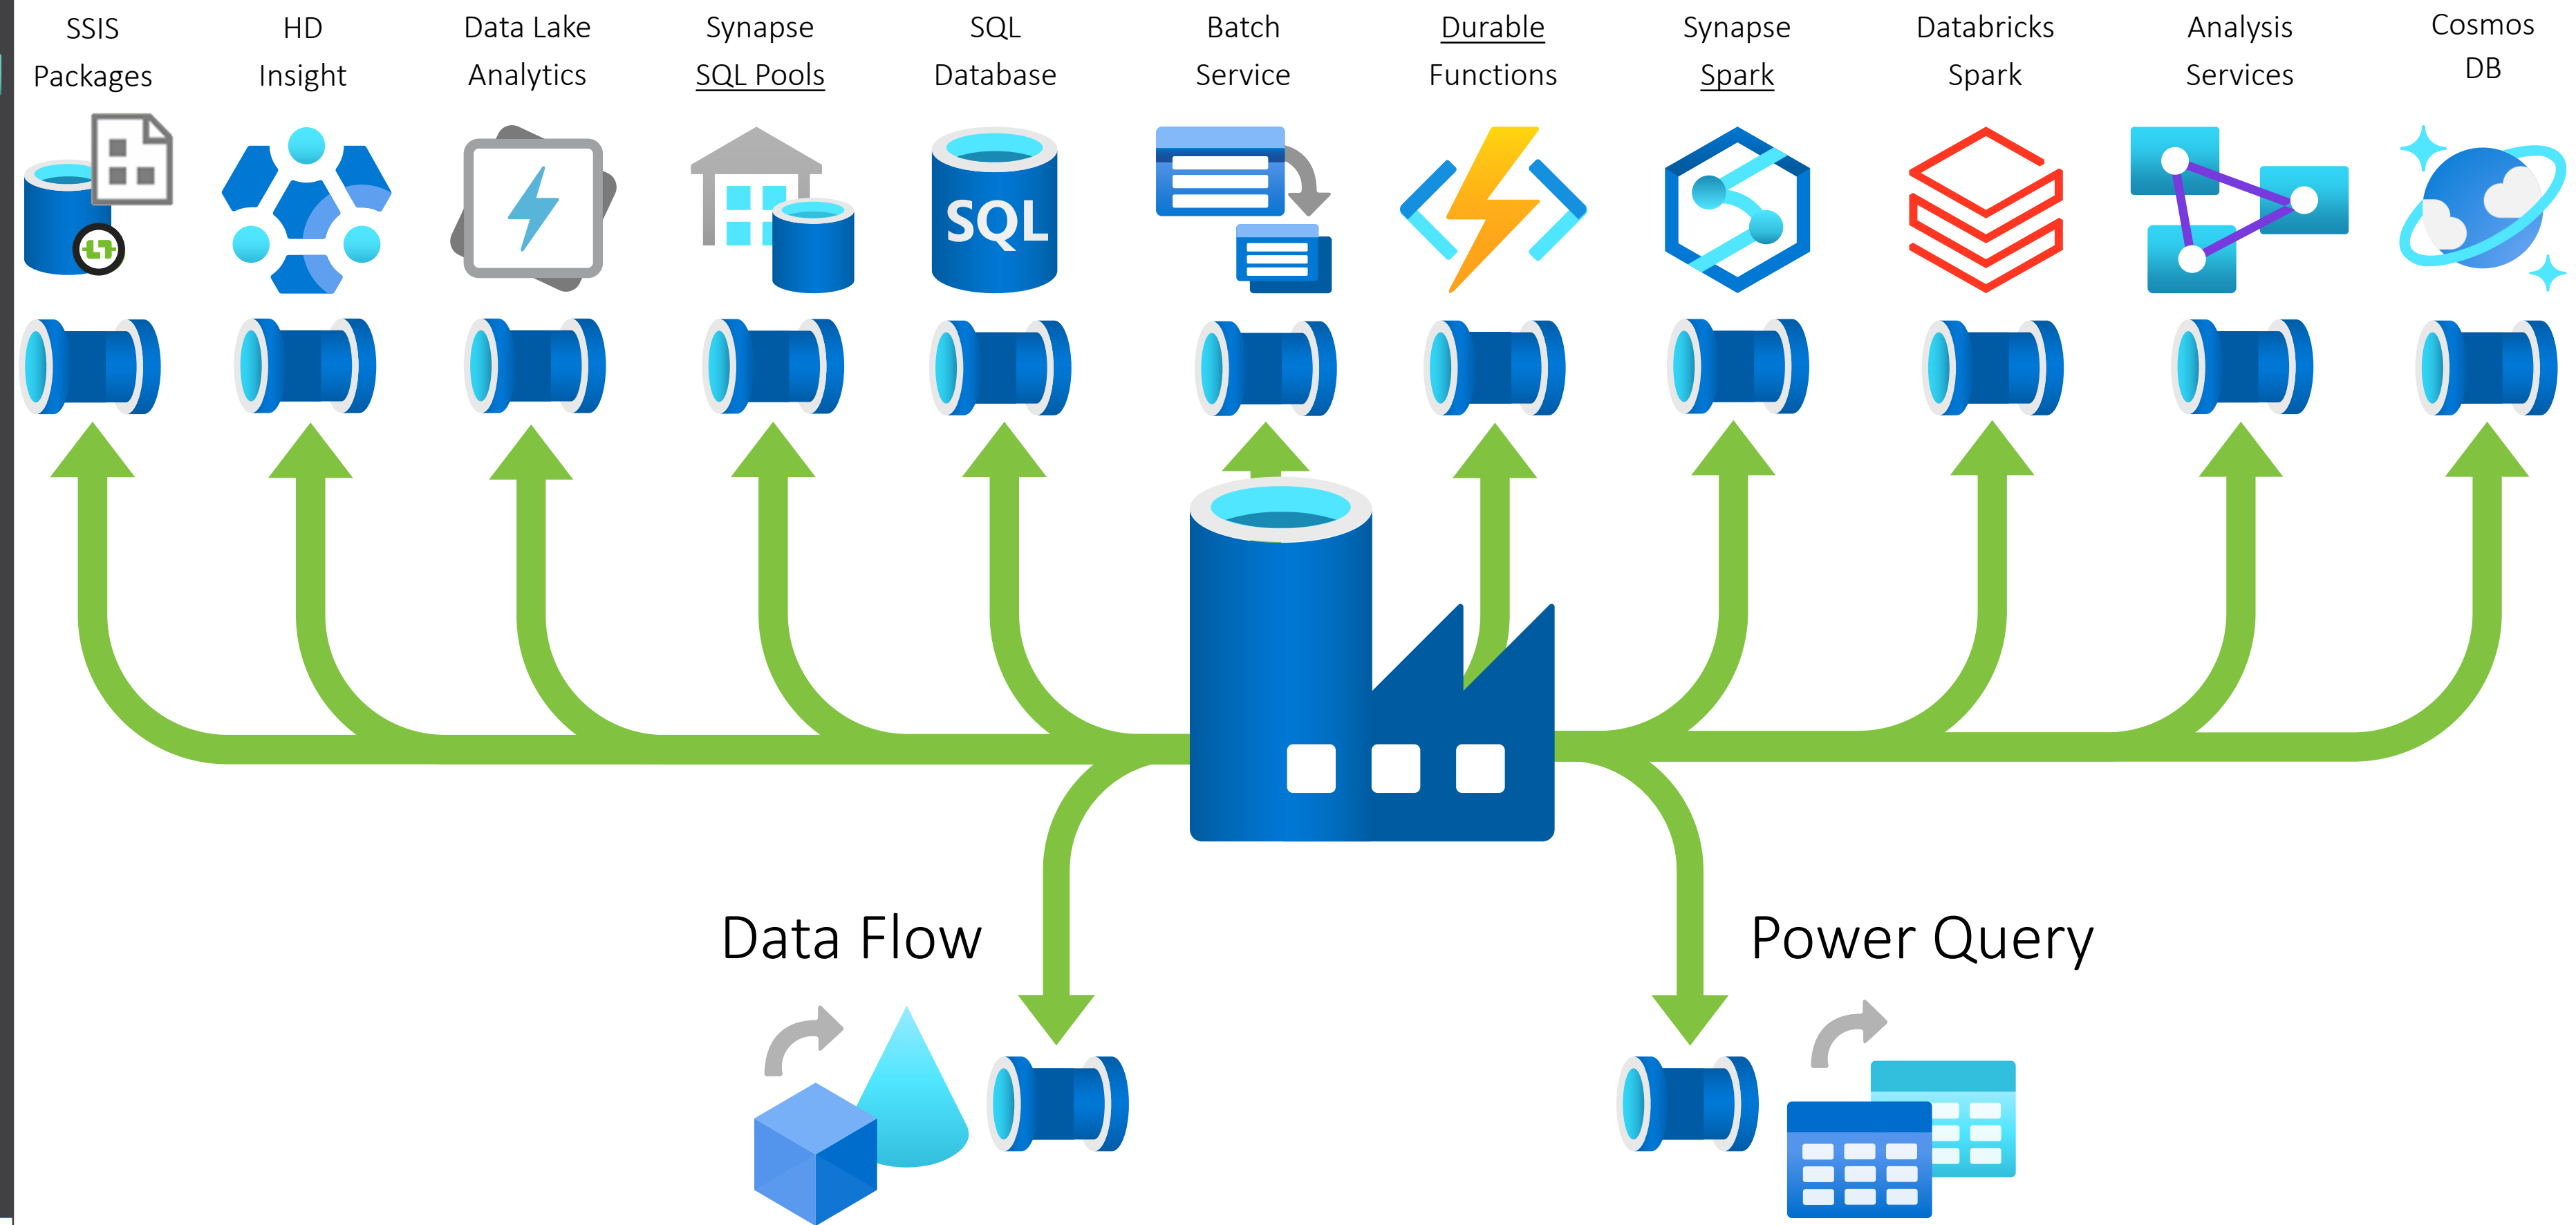 SSIS
Packages
HD
Insight
Data Lake
Analytics
Synapse
SQL Pools
SQL
Database
Batch
Service
Durable
Functions
Synapse
Spark
Databricks
Spark
Analysis
Services
Cosmos
DB
SQL
Data Flow
Power Query